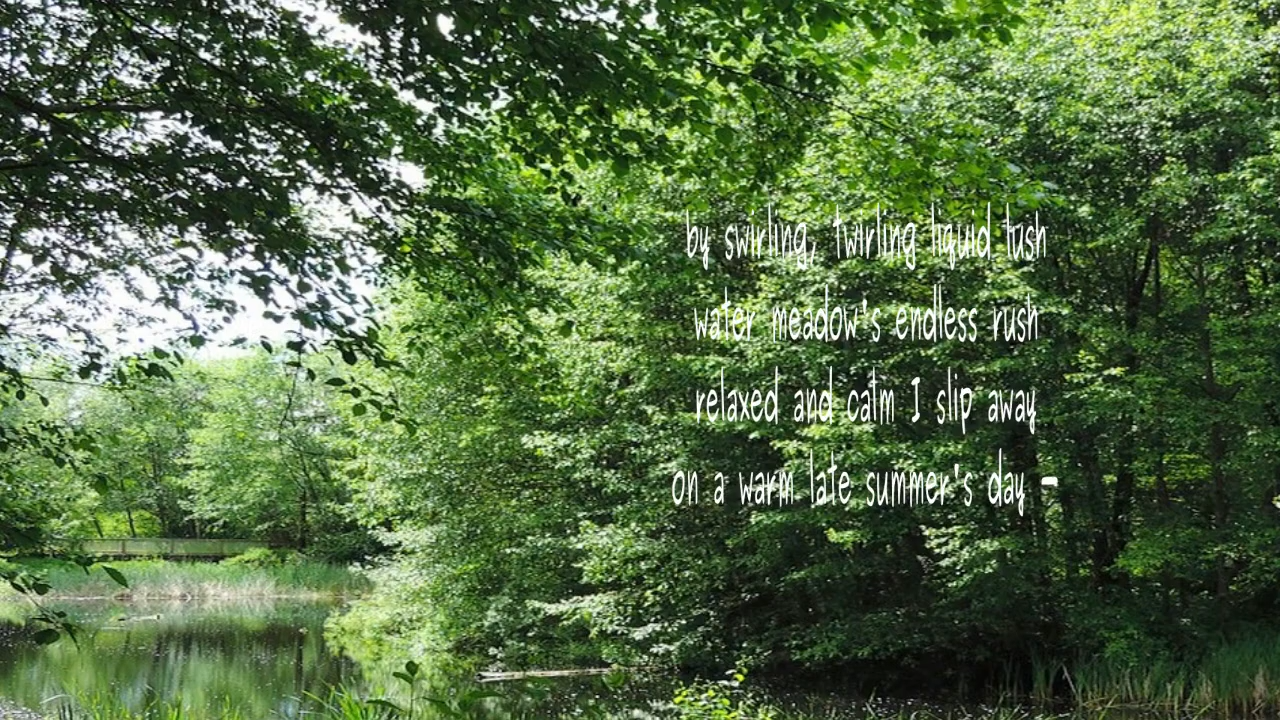 by swirling, twirling liquid lush
water meadow's endless rush
relaxed and calm I slip away
on a warm late summer's day -